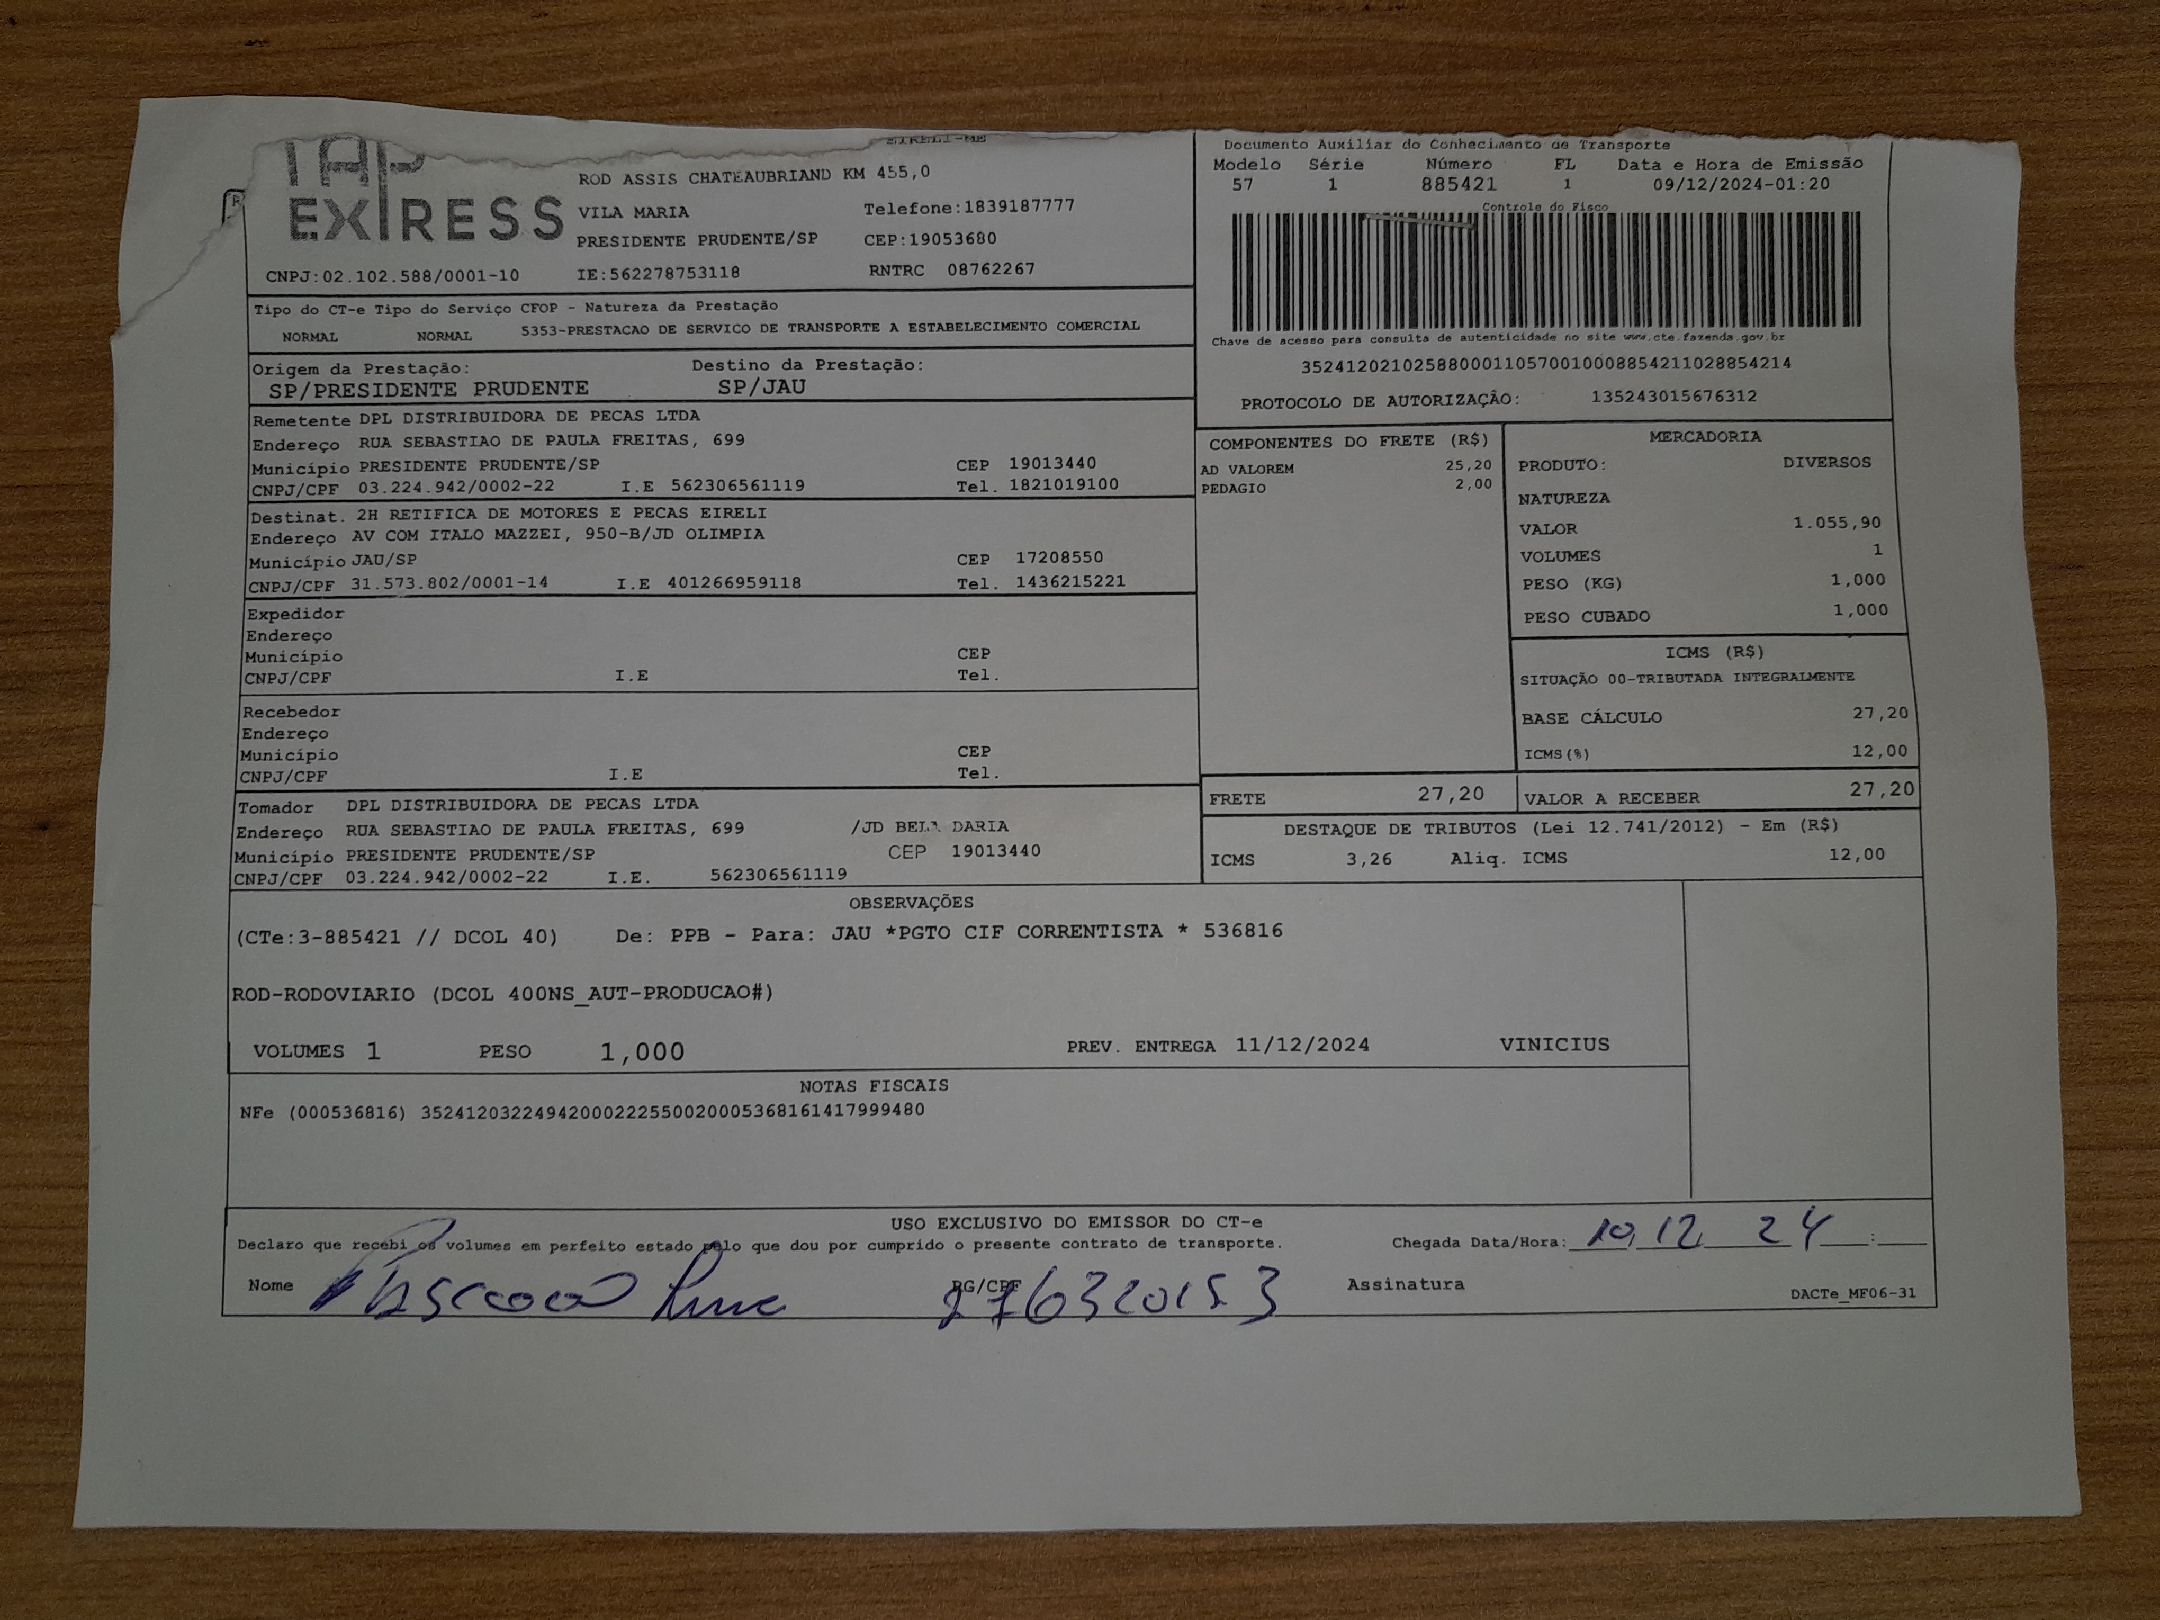 TAP
EXPRESS
EIRELI-ME
ROD ASSIS CHATEAUBRIAND KM 455,0
VILA MARIA Telefone:1839187777
PRESIDENTE PRUDENTE/SP CEP:19053680
CNPJ:02.102.588/0001-10 IE:562278753118 RNTRC 08762267
Documento Auxiliar do Conhecimento de Transporte
Modelo Série Número FL Data e Hora de Emissão
57 1 885421 1 09/12/2024-01:20
Controle do Fisco
Chave de acesso para consulta de autenticidade no site www.cte.fazenda.gov.br
35241202102588000110570010008854211028854214
PROTOCOLO DE AUTORIZAÇÃO: 135243015676312
Tipo do CT-e Tipo do Serviço CFOP - Natureza da Prestação
NORMAL NORMAL 5353-PRESTACAO DE SERVICO DE TRANSPORTE A ESTABELECIMENTO COMERCIAL
Origem da Prestação: Destino da Prestação:
SP/PRESIDENTE PRUDENTE SP/JAU
Remetente DPL DISTRIBUIDORA DE PECAS LTDA
Endereço RUA SEBASTIAO DE PAULA FREITAS, 699
Município PRESIDENTE PRUDENTE/SP CEP 19013440
CNPJ/CPF 03.224.942/0002-22 I.E 562306561119 Tel. 1821019100
Destinat. 2H RETIFICA DE MOTORES E PECAS EIRELI
Endereço AV COM ITALO MAZZEI, 950-B/JD OLIMPIA
Município JAU/SP CEP 17208550
CNPJ/CPF 31.573.802/0001-14 I.E 401266959118 Tel. 1436215221
Expedidor
Endereço
Município CEP
CNPJ/CPF I.E Tel.
Recebedor
Endereço
Município CEP
CNPJ/CPF I.E Tel.
Tomador DPL DISTRIBUIDORA DE PECAS LTDA
Endereço RUA SEBASTIAO DE PAULA FREITAS, 699 /JD BELA DARIA
Município PRESIDENTE PRUDENTE/SP CEP 19013440
CNPJ/CPF 03.224.942/0002-22 I.E. 562306561119
COMPONENTES DO FRETE (R$)
AD VALOREM 25,20
PEDAGIO 2,00
MERCADORIA
PRODUTO: DIVERSOS
NATUREZA
VALOR 1.055,90
VOLUMES 1
PESO (KG) 1,000
PESO CUBADO 1,000
ICMS (R$)
SITUAÇÃO 00-TRIBUTADA INTEGRALMENTE
BASE CÁLCULO 27,20
ICMS(%) 12,00
FRETE 27,20 VALOR A RECEBER 27,20
DESTAQUE DE TRIBUTOS (Lei 12.741/2012) - Em (R$)
ICMS 3,26 Aliq. ICMS 12,00
OBSERVAÇÕES
(CTe:3-885421 // DCOL 40) De: PPB - Para: JAU *PGTO CIF CORRENTISTA * 536816
ROD-RODOVIARIO (DCOL 400NS_AUT-PRODUCAO#)
VOLUMES 1 PESO 1,000 PREV. ENTREGA 11/12/2024 VINICIUS
NOTAS FISCAIS
NFe (000536816) 35241203224942000222550020005368161417999480
USO EXCLUSIVO DO EMISSOR DO CT-e
Declaro que recebi os volumes em perfeito estado pelo que dou por cumprido o presente contrato de transporte. Chegada Data/Hora: 10 12 24 :
Nome RG/CPF Assinatura
DACTe_MF06-31